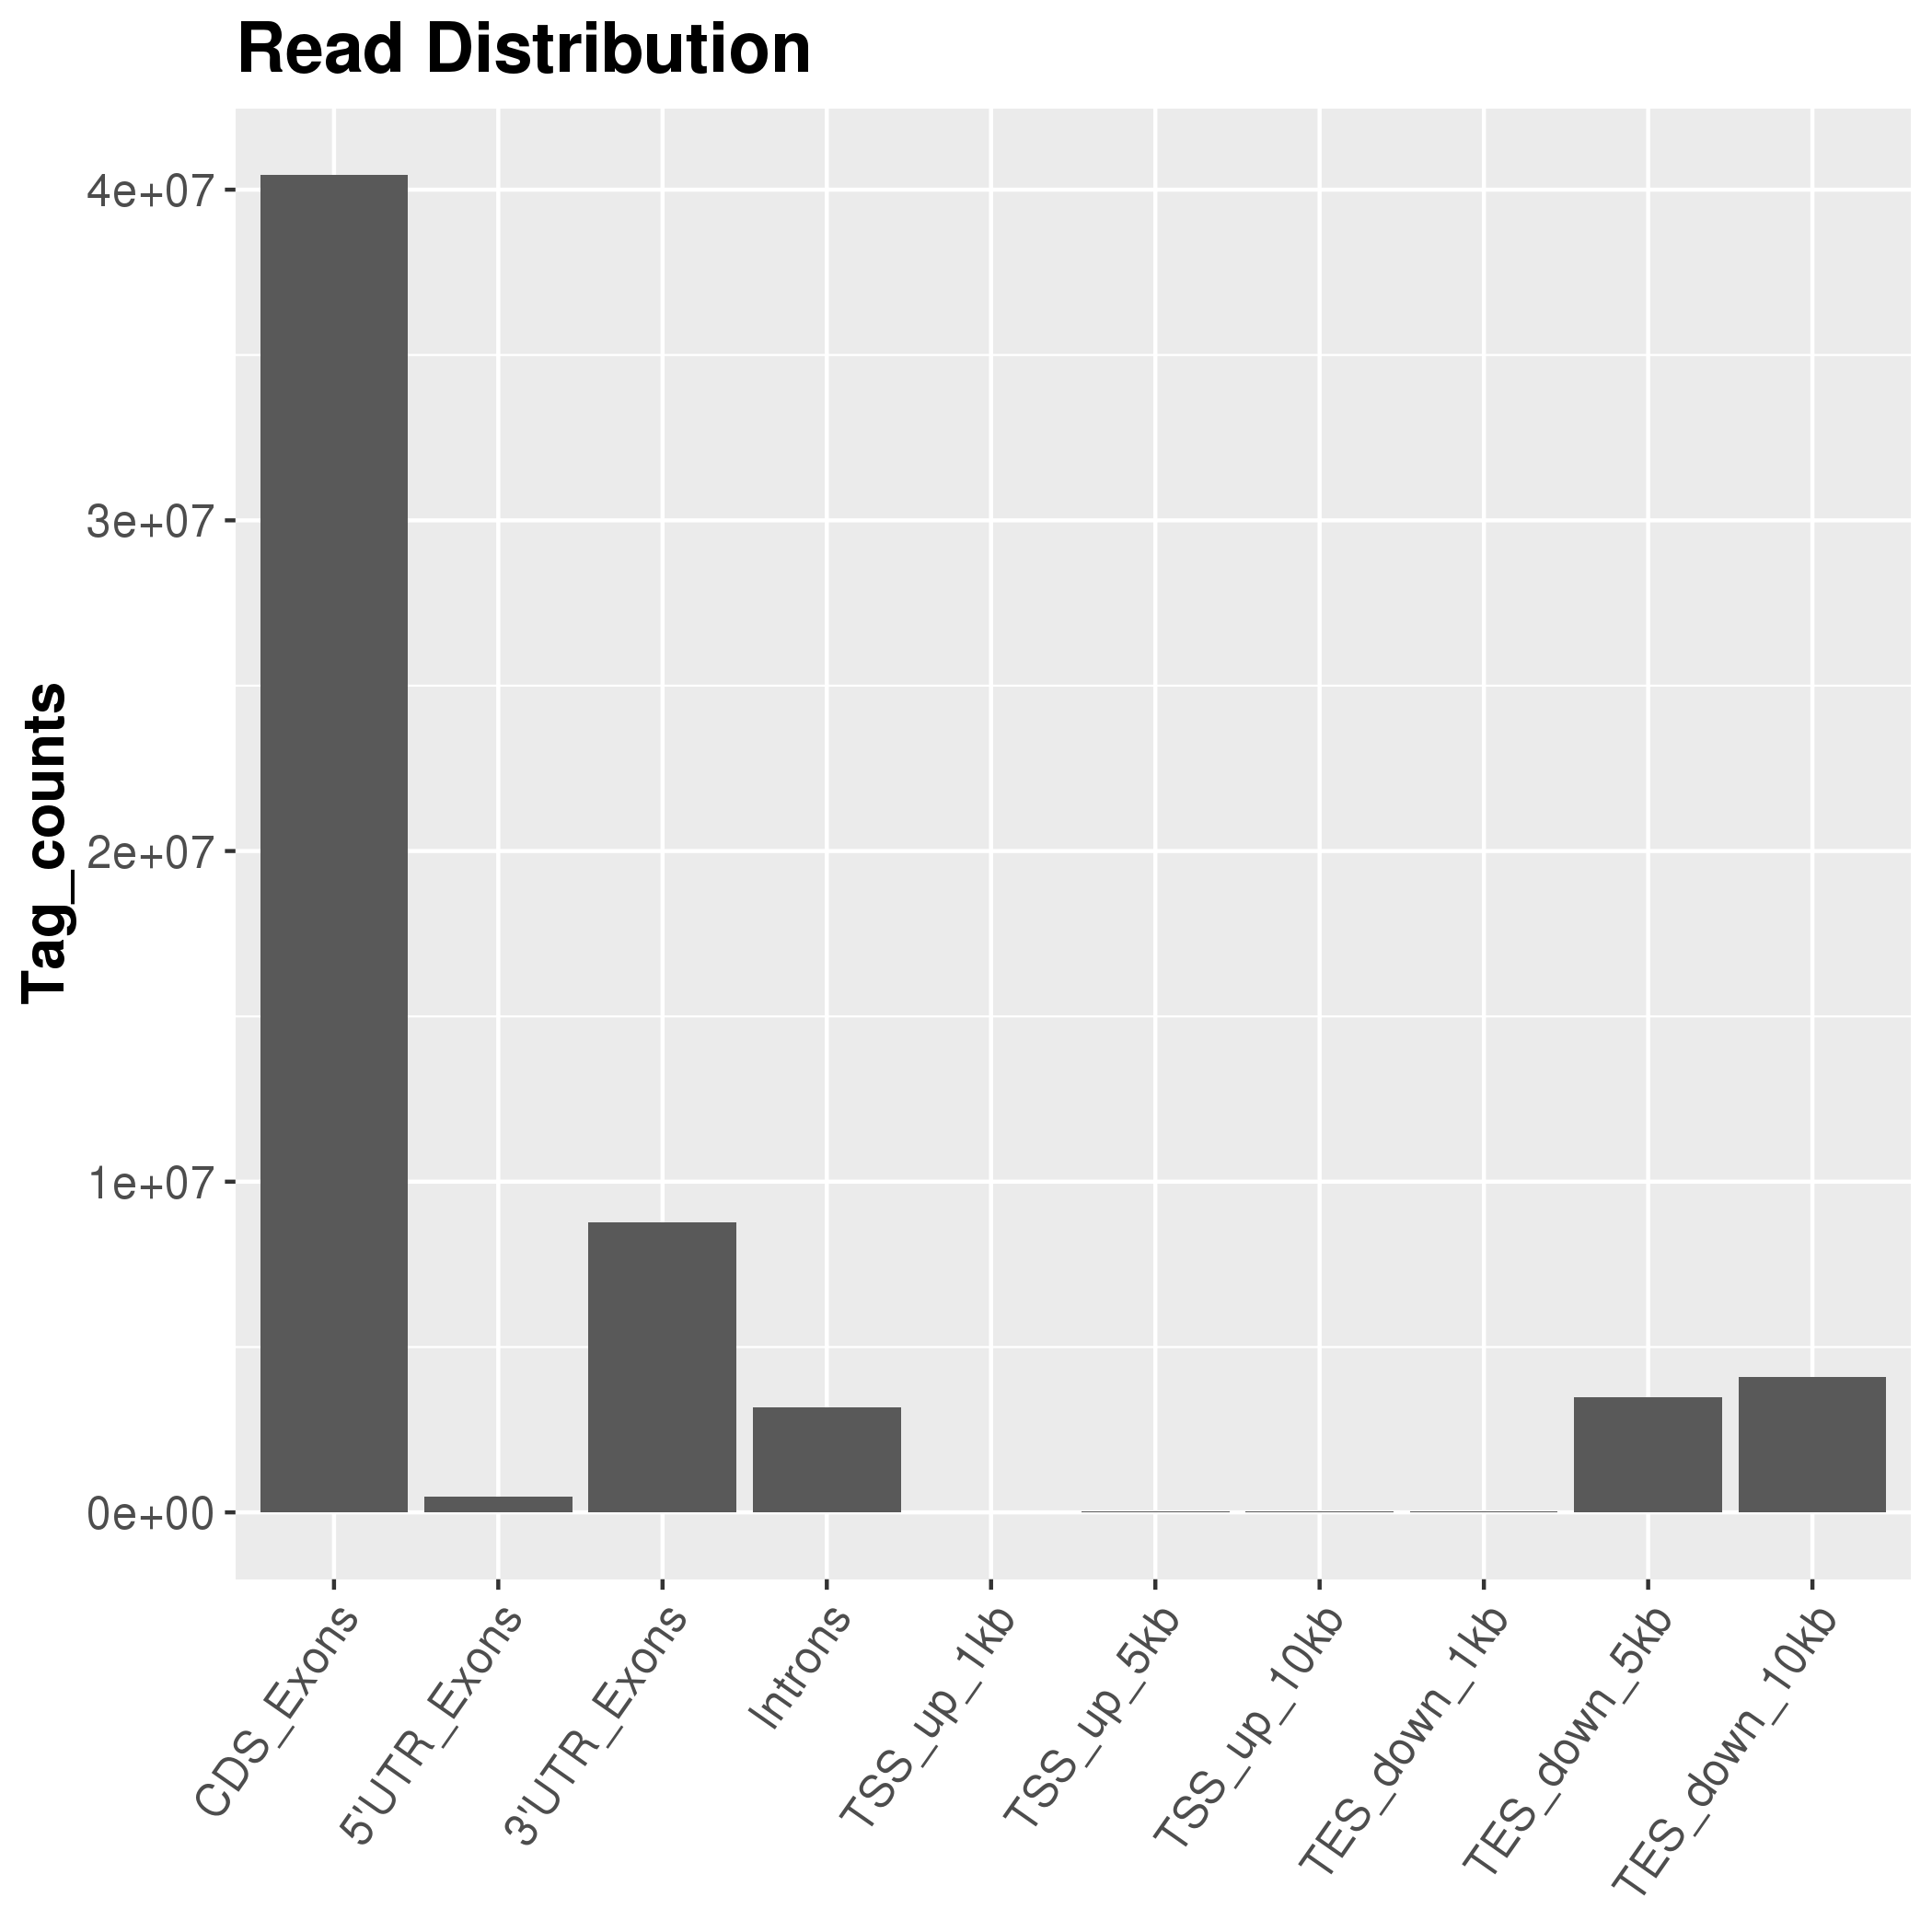 Read Distribution
Tag_counts
4e+07
3e+07
2e+07
1e+07
0e+00
CDS_Exons
5'UTR_Exons
3'UTR_Exons
Introns
TSS_up_1kb
TSS_up_5kb
TSS_up_10kb
TES_down_1kb
TES_down_5kb
TES_down_10kb